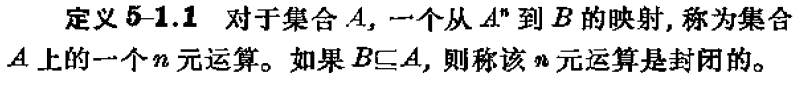 定义 5-1.1 对于集合 A, 一个从 Aⁿ 到 B 的映射, 称为集合
A 上的一个 n 元运算。如果 B⊆A, 则称该 n 元运算是封闭的。